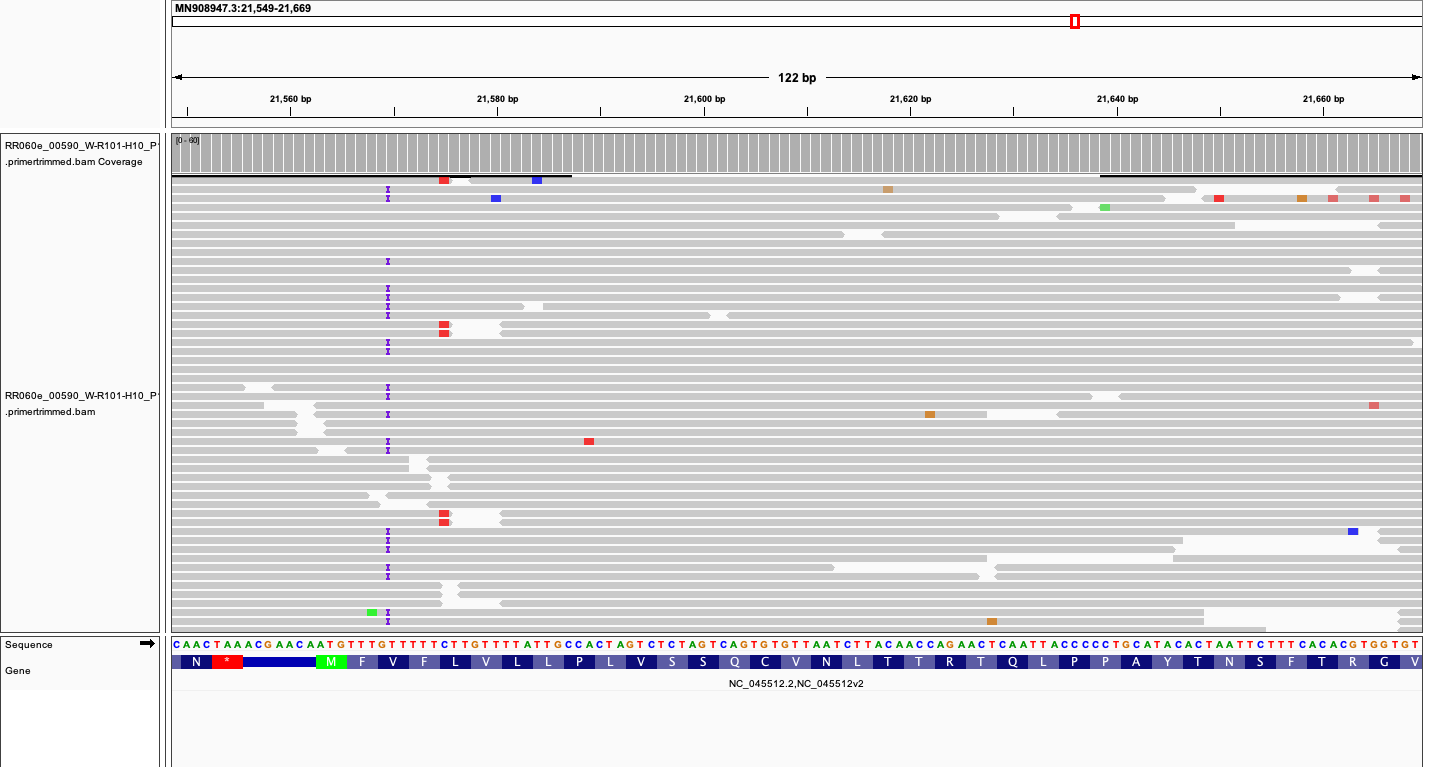 MN908947.3:21,549-21,669
122 bp
21,560 bp 21,580 bp 21,600 bp 21,620 bp 21,640 bp 21,660 bp
RR060e_00590_W-R101-H10_P
.primertrimmed.bam Coverage
[0 - 60]
RR060e_00590_W-R101-H10_P
.primertrimmed.bam
Sequence
CAACTAAACGAACAATGTTTGTTTTTCTTGTTTTATTGCCACTAGTCTCTAGTCAGTGTGTTAATCTTACAACCAGAACTCAATTACCCCCTGCATACACTAATTCTTTCACACGTGGTGT
Gene
N * M F V F L V L L P L V S S Q C V N L T T R T Q L P P A Y T N S F T R G V
NC_045512.2,NC_045512v2